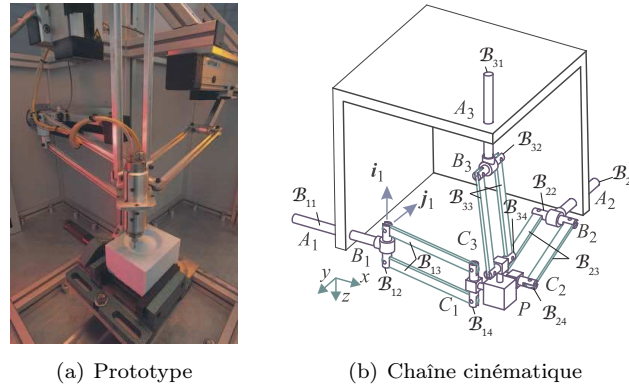 B31
A3
B32
B3
B33
B22
B2
A2
B11
i1
j1
B34
B2
A1
B1
C3
B13
B23
y
x
z
B12
C1
P
C2
B14
B24
(a) Prototype
(b) Chaîne cinématique